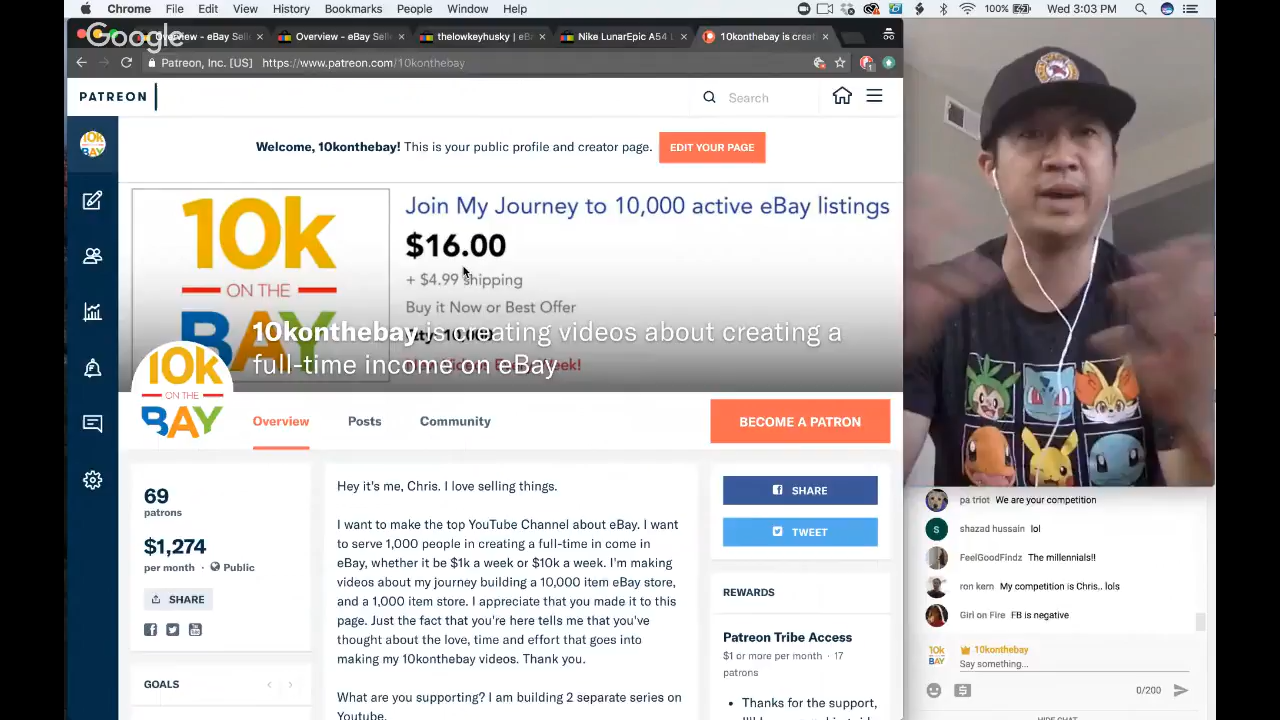 Chrome File Edit View History Bookmarks People Window Help
100% Wed 3:03 PM
Google
Overview - eBay Sell
Overview - eBay Sell
thelowkeyhusky | eB
Nike LunarEpic A54 L
10konthebay is creat
Patreon, Inc. [US] https://www.patreon.com/10konthebay
PATREON
Search
Welcome, 10konthebay! This is your public profile and creator page.
EDIT YOUR PAGE
10k
ON THE
BAY
Join My Journey to 10,000 active eBay listings
$16.00
+ $4.99 shipping
Buy it Now or Best Offer
10konthebay is creating videos about creating a
full-time income on eBay
10k
ON THE
BAY
Overview Posts Community
BECOME A PATRON
69
patrons
$1,274
per month · Public
SHARE
GOALS
Hey it's me, Chris. I love selling things.
I want to make the top YouTube Channel about eBay. I want
to serve 1,000 people in creating a full-time in come in
eBay, whether it be $1k a week or $10k a week. I'm making
videos about my journey building a 10,000 item eBay store,
and a 1,000 item store. I appreciate that you made it to this
page. Just the fact that you're here tells me that you've
thought about the love, time and effort that goes into
making my 10konthebay videos. Thank you.
What are you supporting? I am building 2 separate series on
Youtube.
SHARE
TWEET
REWARDS
Patreon Tribe Access
$1 or more per month · 17
patrons
• Thanks for the support,
pa triot We are your competition
shazad hussain lol
FeelGoodFindz The millennials!!
ron kern My competition is Chris.. lols
Girl on Fire FB is negative
10konthebay
Say something...
0/200
HIDE CHAT